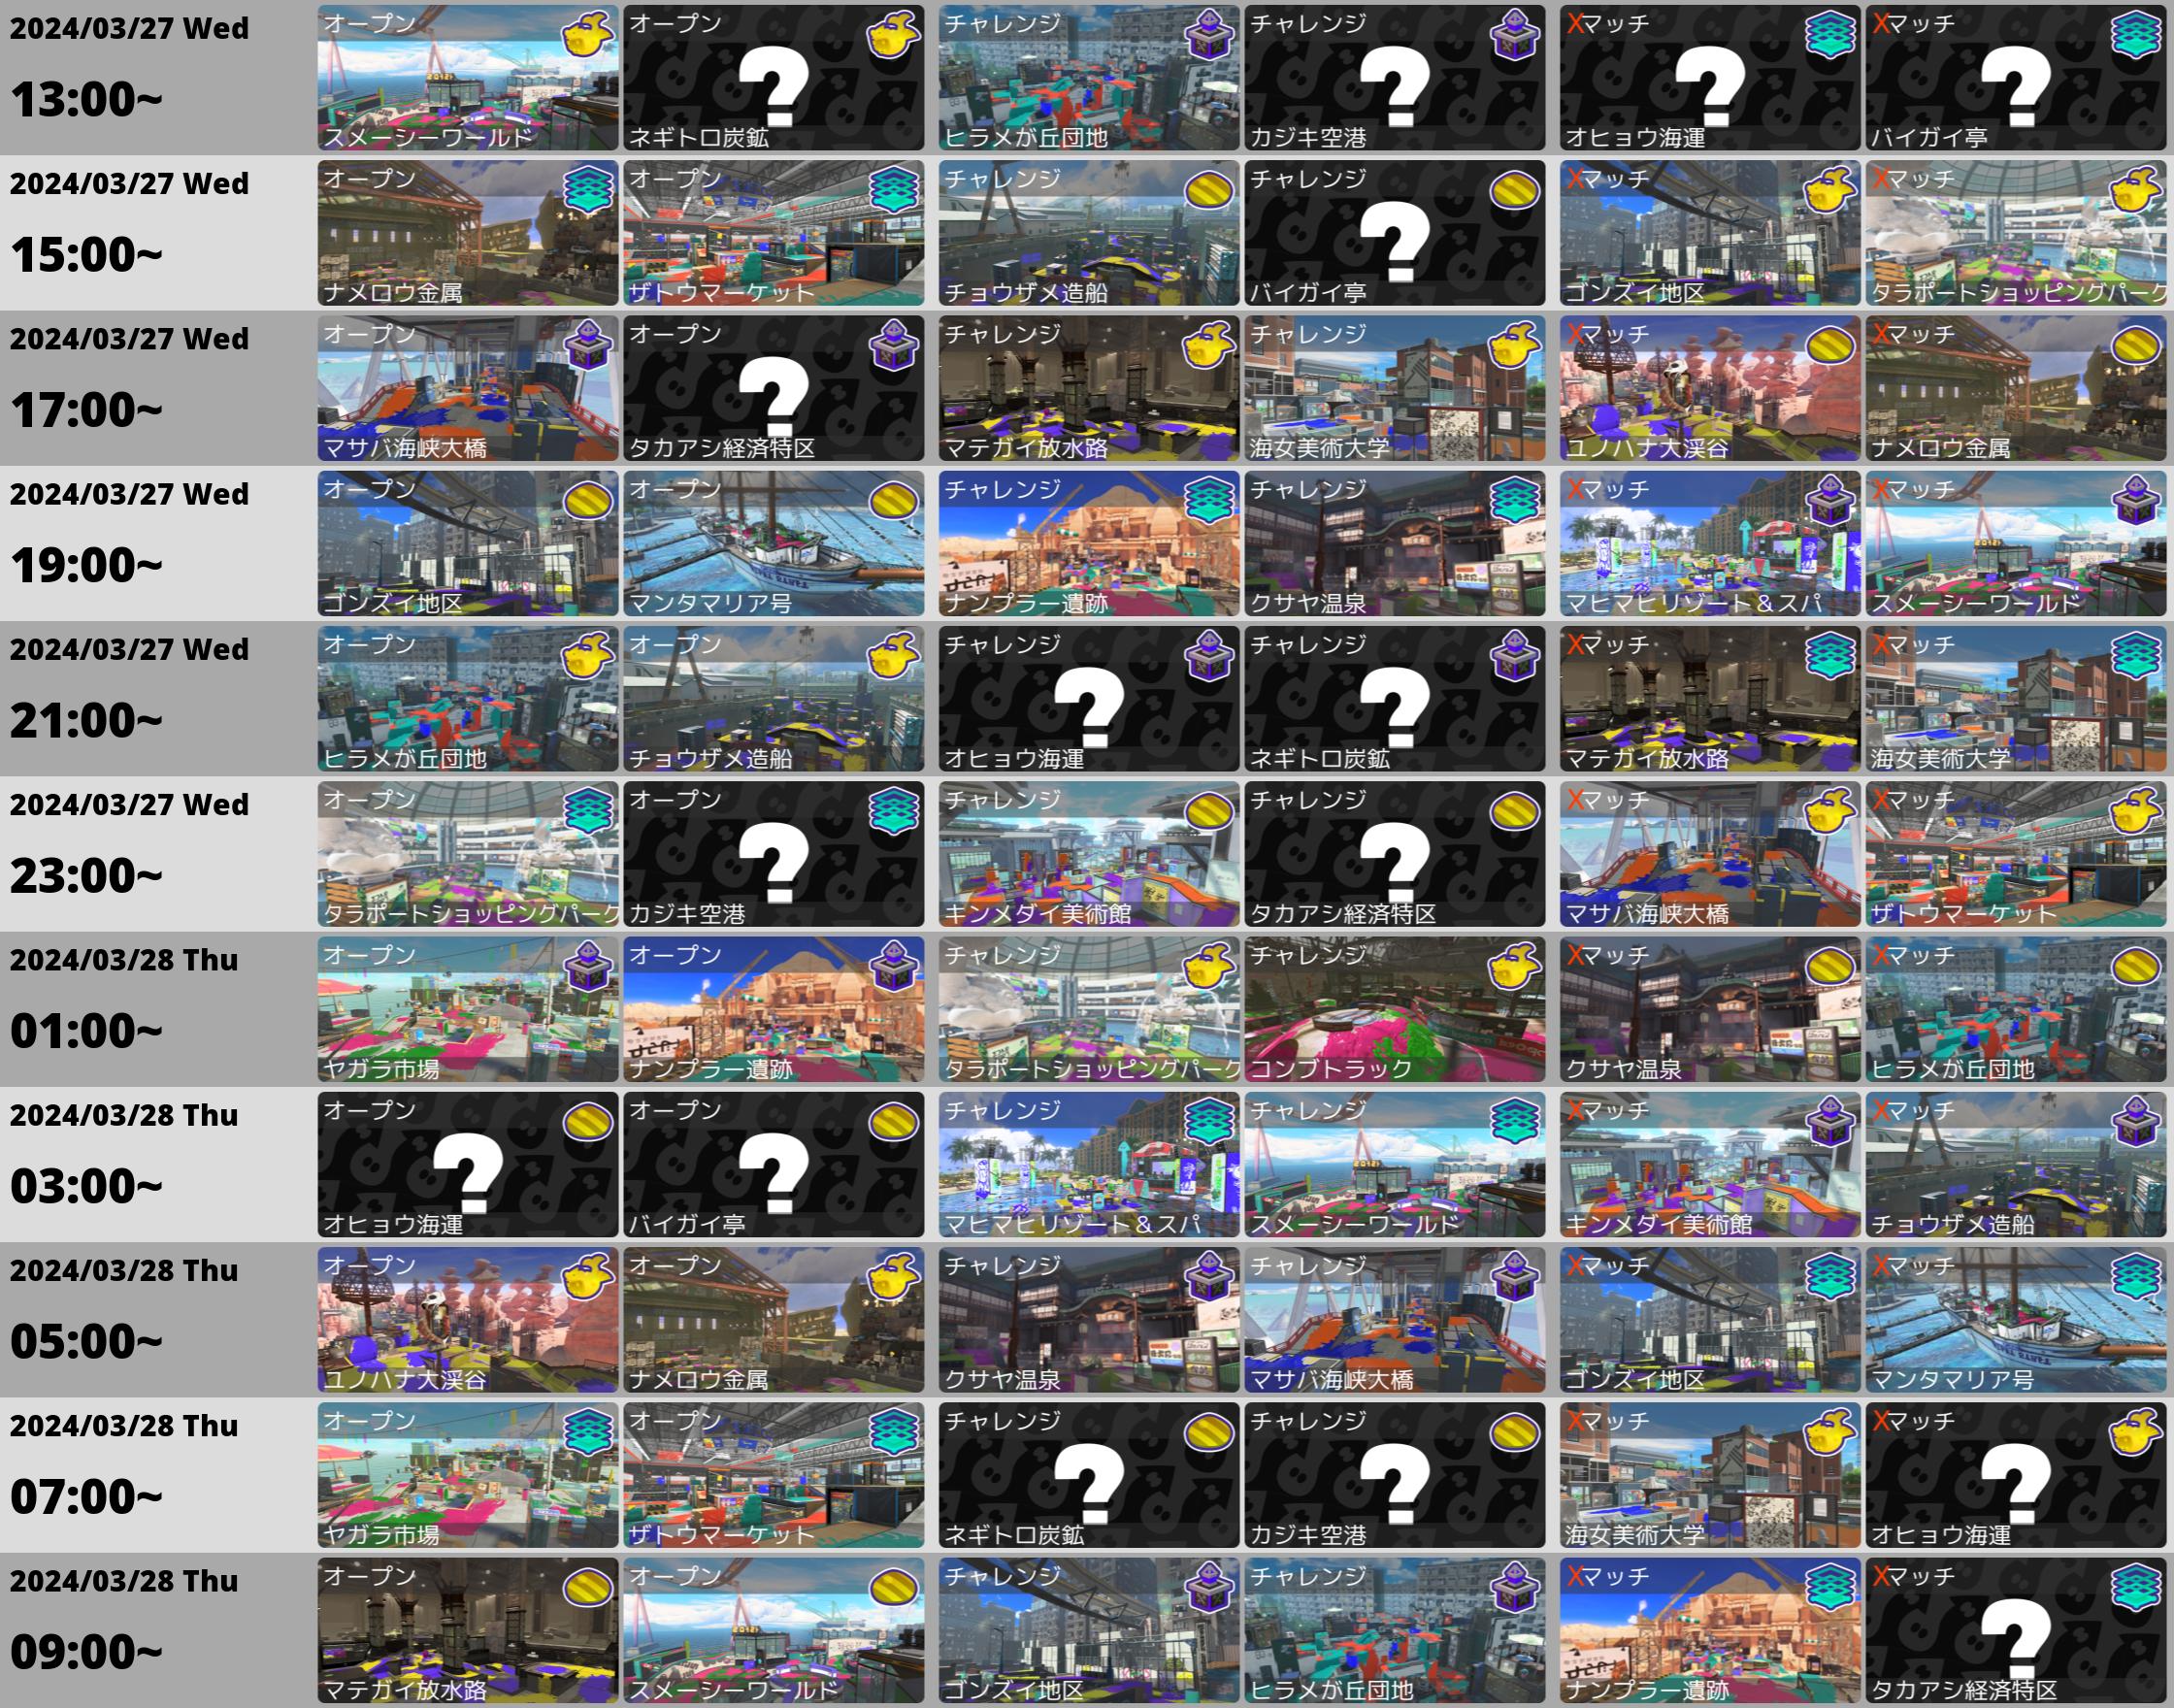 2024/03/27 Wed
13:00~
オープン
スメーシーワールド
オープン
ネギトロ炭鉱
チャレンジ
ヒラメが丘団地
チャレンジ
カジキ空港
Xマッチ
オヒョウ海運
Xマッチ
バイガイ亭
2024/03/27 Wed
15:00~
オープン
ナメロウ金属
オープン
ザトウマーケット
チャレンジ
チョウザメ造船
チャレンジ
バイガイ亭
Xマッチ
ゴンズイ地区
Xマッチ
タラポートショッピングパーク
2024/03/27 Wed
17:00~
オープン
マサバ海峡大橋
オープン
タカアシ経済特区
チャレンジ
マテガイ放水路
チャレンジ
海女美術大学
Xマッチ
ユノハナ大渓谷
Xマッチ
ナメロウ金属
2024/03/27 Wed
19:00~
オープン
ゴンズイ地区
オープン
マンタマリア号
チャレンジ
ナンプラー遺跡
チャレンジ
クサヤ温泉
Xマッチ
マヒマヒリゾート＆スパ
Xマッチ
スメーシーワールド
2024/03/27 Wed
21:00~
オープン
ヒラメが丘団地
オープン
チョウザメ造船
チャレンジ
オヒョウ海運
チャレンジ
ネギトロ炭鉱
Xマッチ
マテガイ放水路
Xマッチ
海女美術大学
2024/03/27 Wed
23:00~
オープン
タラポートショッピングパーク
オープン
カジキ空港
チャレンジ
キンメダイ美術館
チャレンジ
タカアシ経済特区
Xマッチ
マサバ海峡大橋
Xマッチ
ザトウマーケット
2024/03/28 Thu
01:00~
オープン
ヤガラ市場
オープン
ナンプラー遺跡
チャレンジ
タラポートショッピングパーク
チャレンジ
コンブトラック
Xマッチ
クサヤ温泉
Xマッチ
ヒラメが丘団地
2024/03/28 Thu
03:00~
オープン
オヒョウ海運
オープン
バイガイ亭
チャレンジ
マヒマヒリゾート＆スパ
チャレンジ
スメーシーワールド
Xマッチ
キンメダイ美術館
Xマッチ
チョウザメ造船
2024/03/28 Thu
05:00~
オープン
ユノハナ大渓谷
オープン
ナメロウ金属
チャレンジ
クサヤ温泉
チャレンジ
マサバ海峡大橋
Xマッチ
ゴンズイ地区
Xマッチ
マンタマリア号
2024/03/28 Thu
07:00~
オープン
ヤガラ市場
オープン
ザトウマーケット
チャレンジ
ネギトロ炭鉱
チャレンジ
カジキ空港
Xマッチ
海女美術大学
Xマッチ
オヒョウ海運
2024/03/28 Thu
09:00~
オープン
マテガイ放水路
オープン
スメーシーワールド
チャレンジ
ゴンズイ地区
チャレンジ
ヒラメが丘団地
Xマッチ
ナンプラー遺跡
Xマッチ
タカアシ経済特区